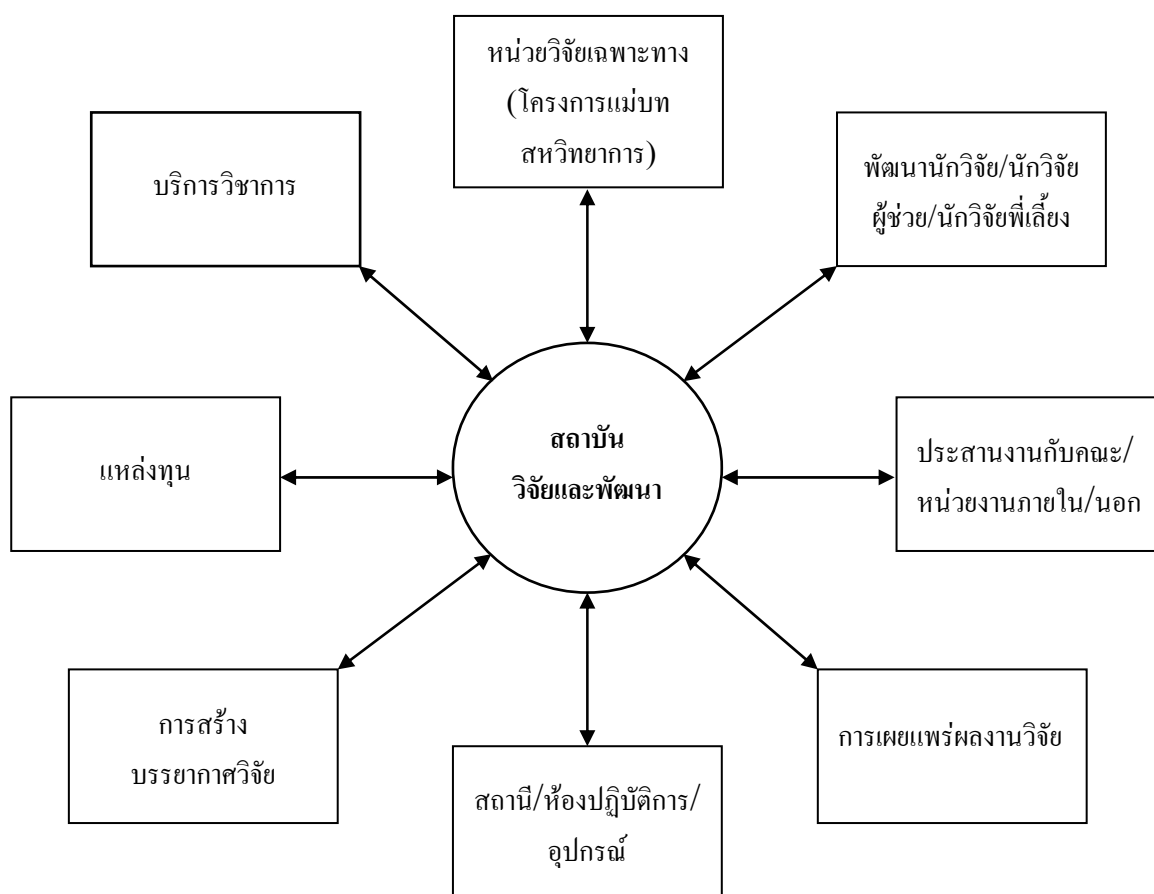 หน่วยวิจัยเฉพาะทาง
(โครงการแม่บท
สหวิทยาการ)
บริการวิชาการ
พัฒนานักวิจัย/นักวิจัย
ผู้ช่วย/นักวิจัยพี่เลี้ยง
แหล่งทุน
สถาบัน
วิจัยและพัฒนา
ประสานงานกับคณะ/
หน่วยงานภายใน/นอก
การสร้าง
บรรยากาศวิจัย
สถานี/ห้องปฏิบัติการ/
อุปกรณ์
การเผยแพร่ผลงานวิจัย